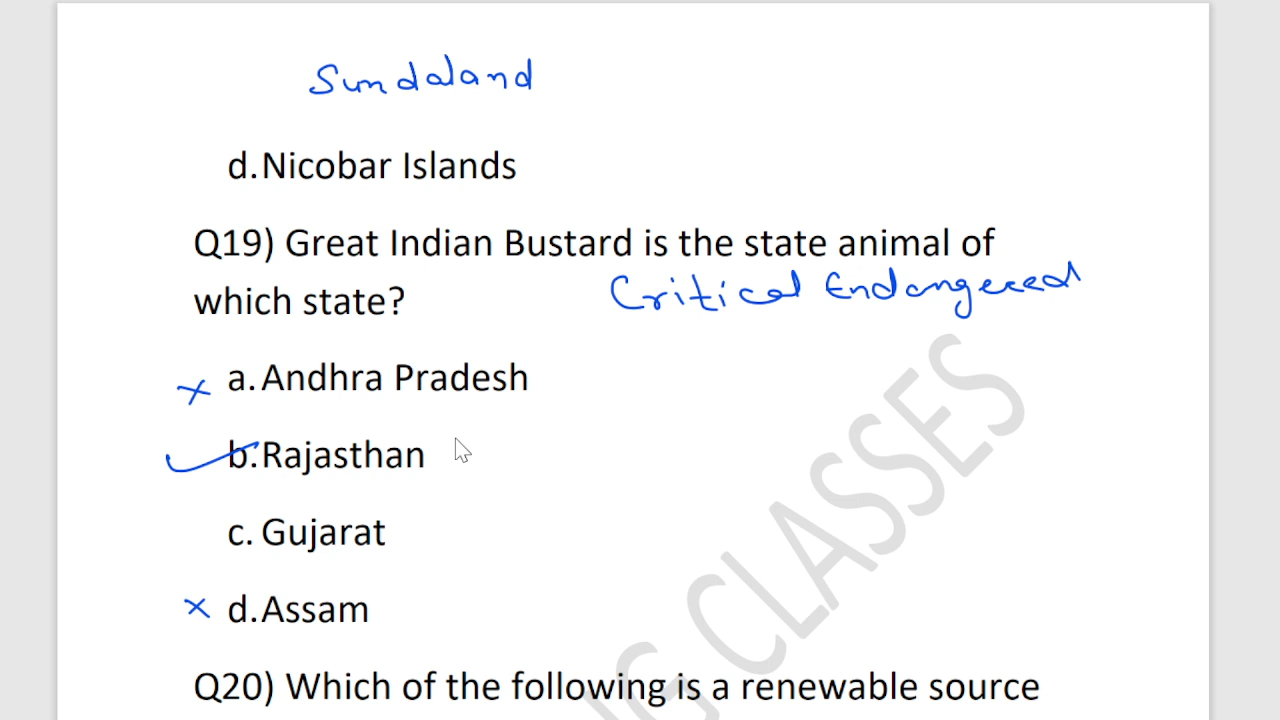 Sundaland
d. Nicobar Islands
Q19) Great Indian Bustard is the state animal of
which state?
Critical Endangered
a. Andhra Pradesh
b. Rajasthan
c. Gujarat
d. Assam
Q20) Which of the following is a renewable source
G CLASSES